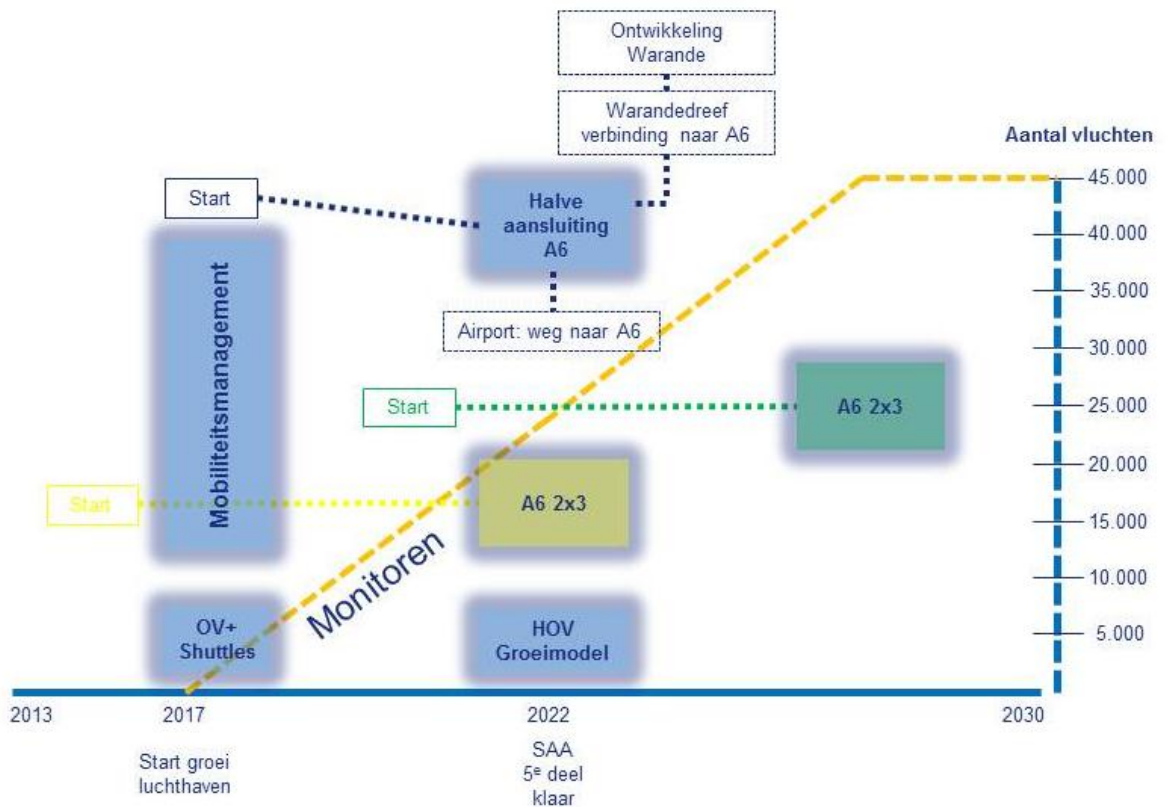 Ontwikkeling
Warande
Warandedreef
verbinding naar A6
Aantal vluchten
Start
Halve
aansluiting
A6
45.000
40.000
35.000
30.000
25.000
20.000
15.000
10.000
5.000
Mobiliteitsmanagement
Airport: weg naar A6
Start
A6 2x3
Start
A6 2x3
Monitoren
OV+
Shuttles
HOV
Groeimodel
2013
2017
2022
2030
Start groei
luchthaven
SAA
5e deel
klaar